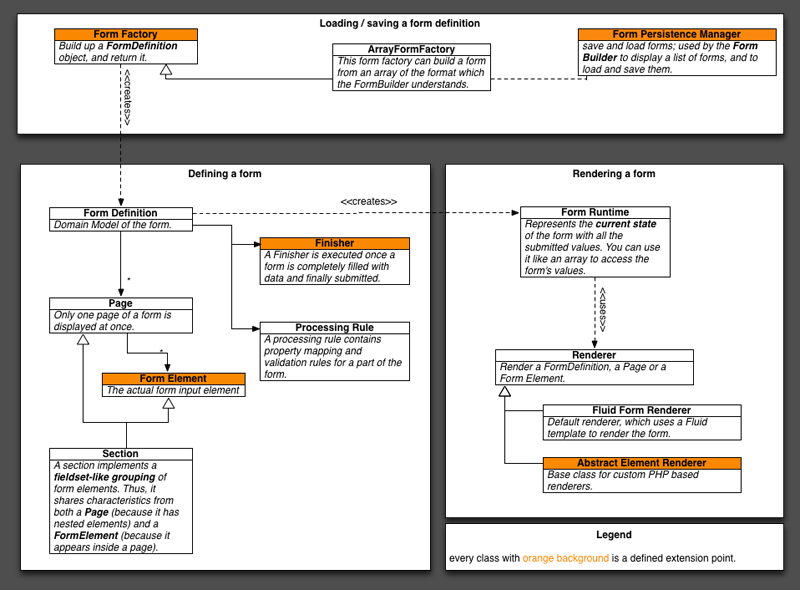 Loading / saving a form definition
Form Factory
Build up a FormDefinition
object, and return it.
ArrayFormFactory
This form factory can build a form
from an array of the format which
the FormBuilder understands.
Form Persistence Manager
save and load forms; used by the Form
Builder to display a list of forms, and to
load and save them.
<<creates>>
Defining a form
Form Definition
Domain Model of the form.
<<creates>>
Finisher
A Finisher is executed once a
form is completely filled with
data and finally submitted.
*
Page
Only one page of a form is
displayed at once.
Processing Rule
A processing rule contains
property mapping and
validation rules for a part of the
form.
*
Form Element
The actual form input element
Section
A section implements a
fieldset-like grouping of
form elements. Thus, it
shares characteristics from
both a Page (because it has
nested elements) and a
FormElement (because it
appears inside a page).
Rendering a form
Form Runtime
Represents the current state
of the form with all the
submitted values. You can use
it like an array to access the
form's values.
<<uses>>
Renderer
Render a FormDefinition, a Page or a
Form Element.
Fluid Form Renderer
Default renderer, which uses a Fluid
template to render the form.
Abstract Element Renderer
Base class for custom PHP based
renderers.
Legend
every class with orange background is a defined extension point.